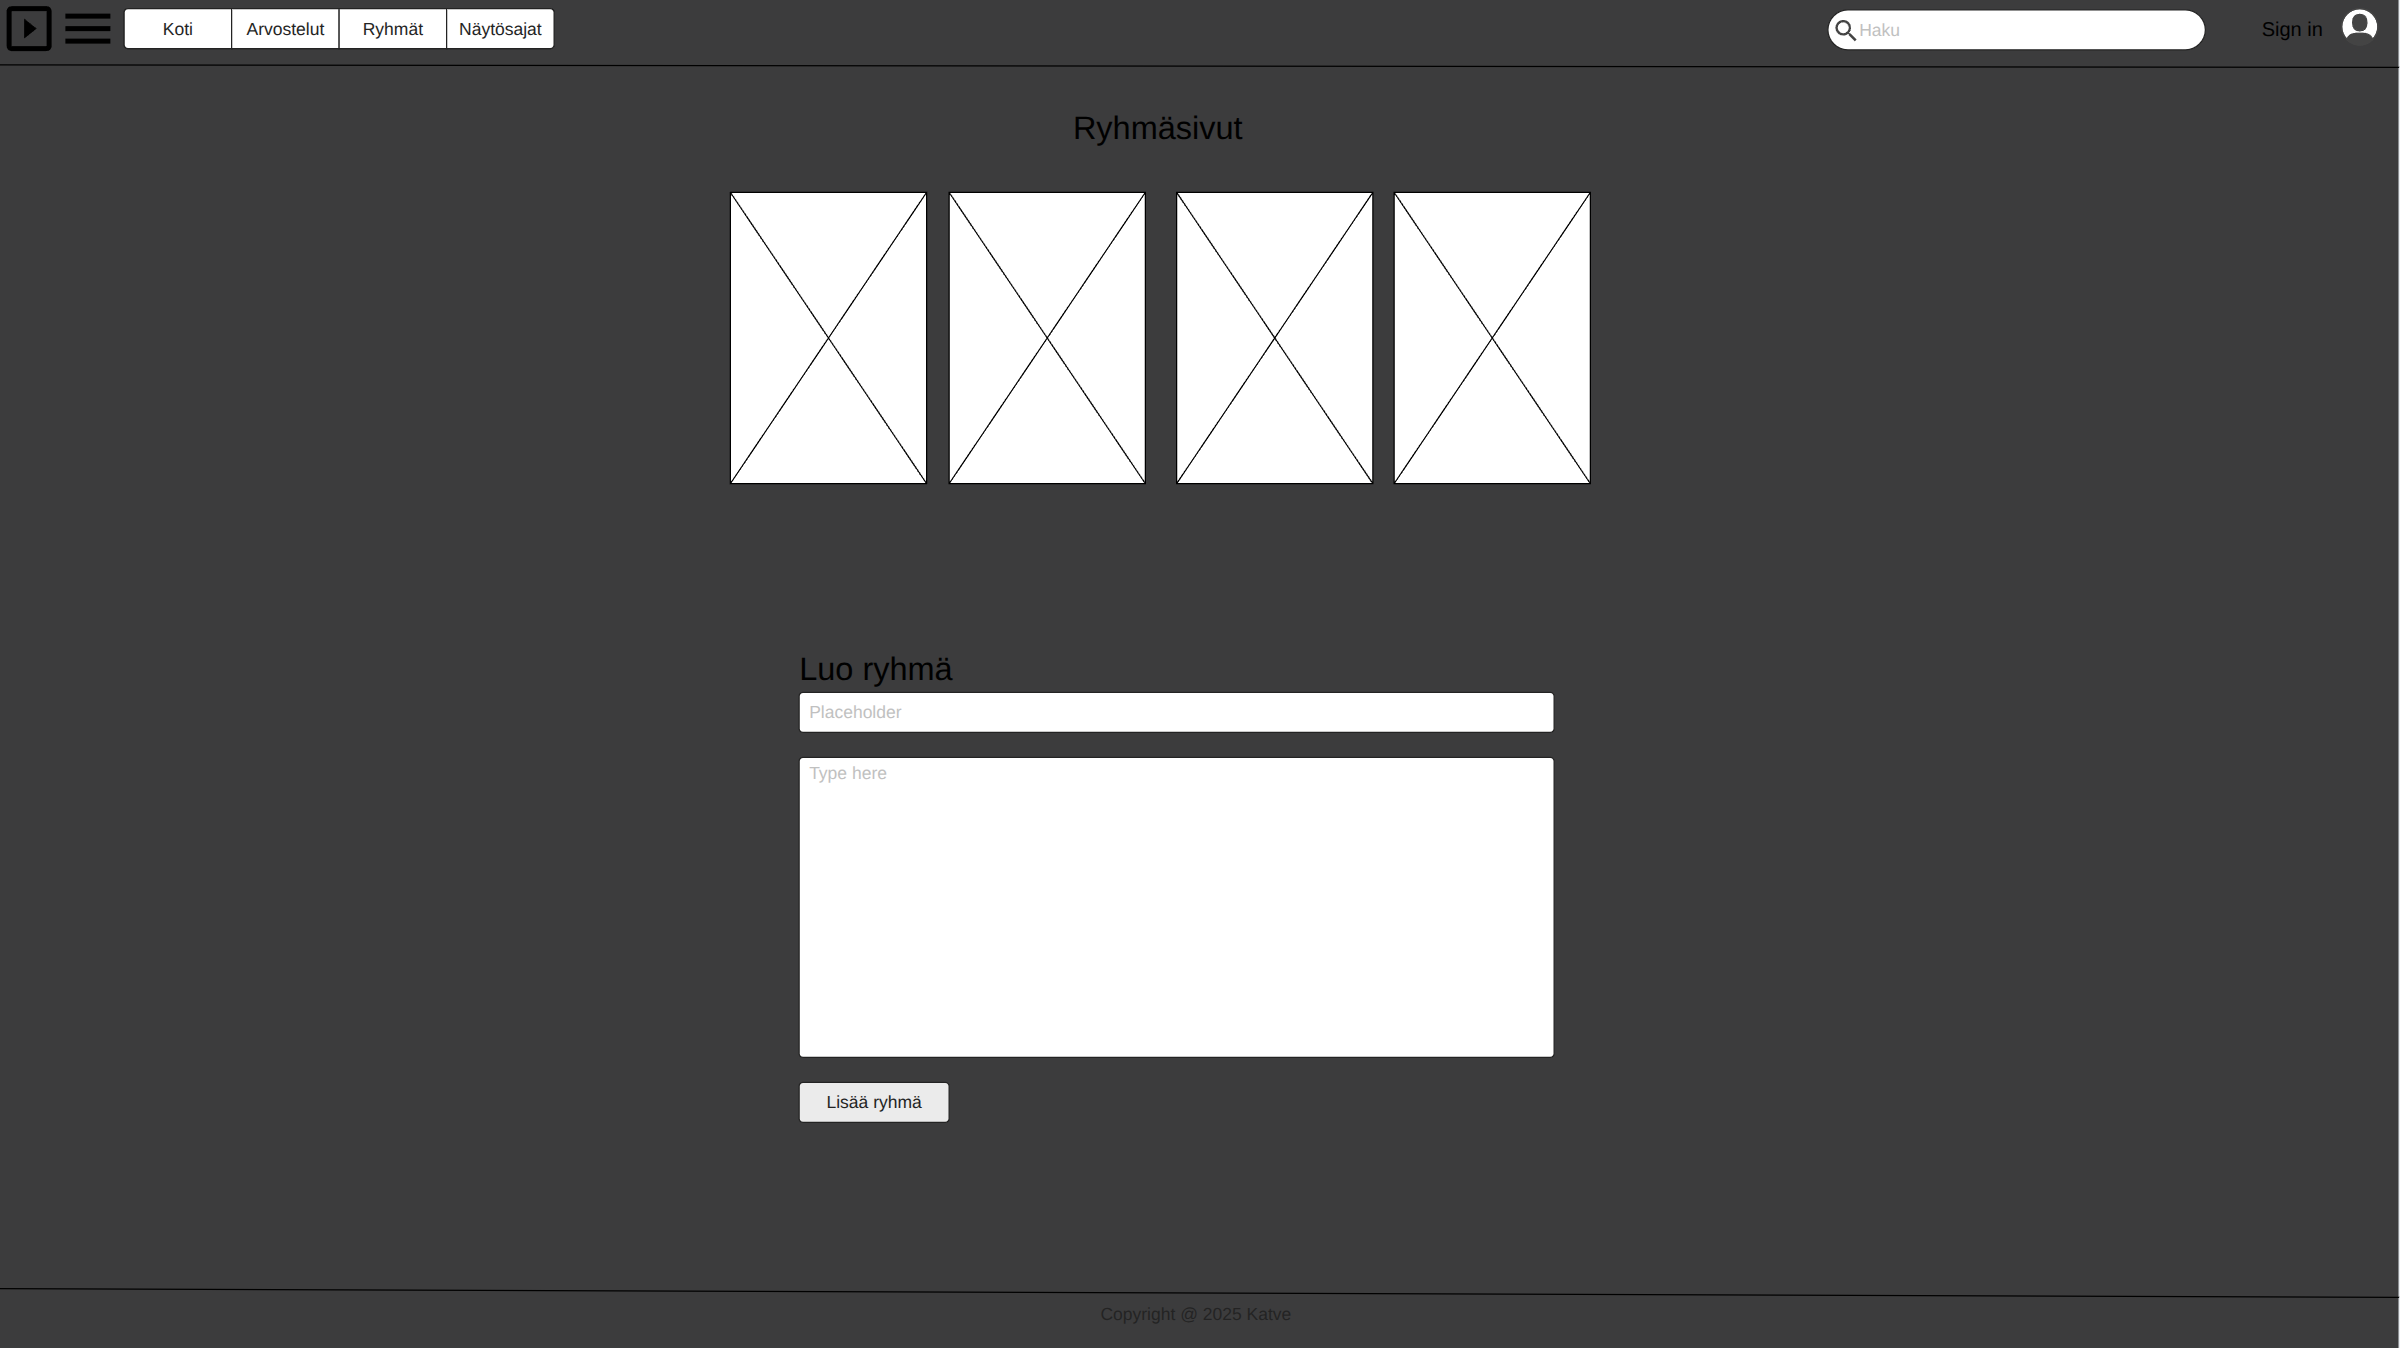 Koti
Arvostelut
Ryhmät
Näytösajat
Haku
Sign in
Ryhmäsivut
Luo ryhmä
Placeholder
Type here
Lisää ryhmä
Copyright @ 2025 Katve